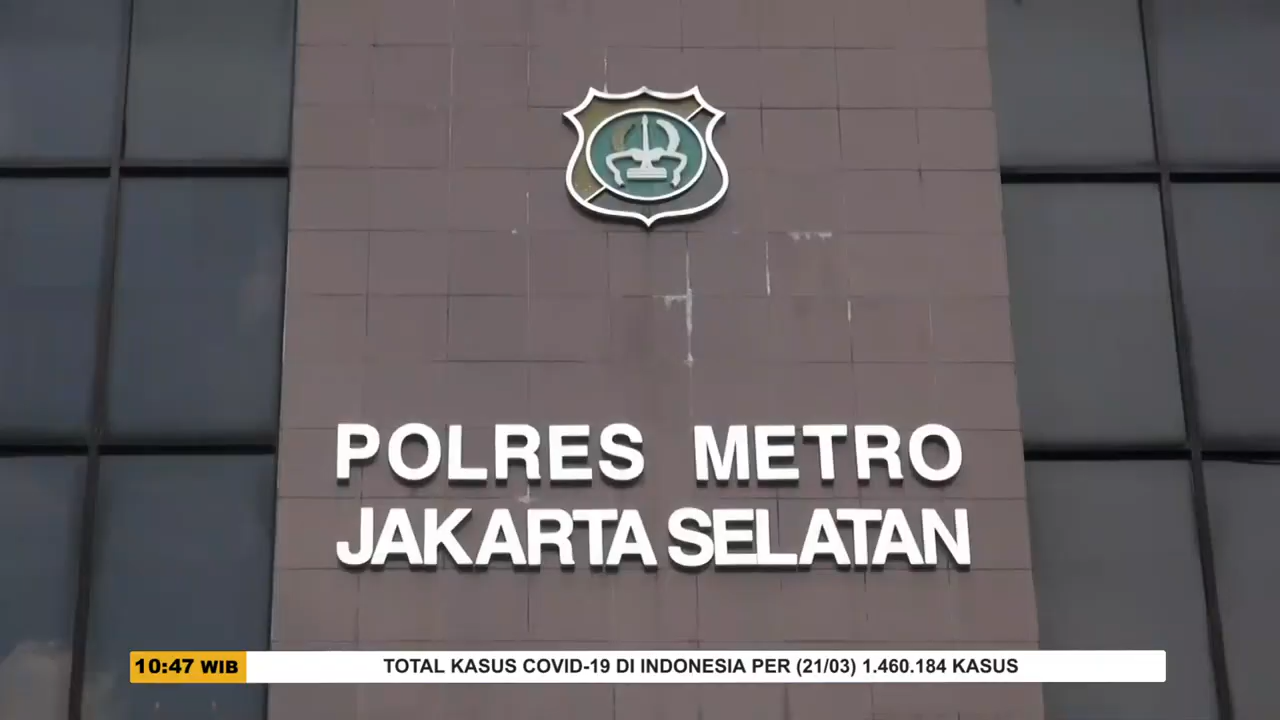 POLRES METRO
JAKARTA SELATAN
10:47 WIB
TOTAL KASUS COVID-19 DI INDONESIA PER (21/03) 1.460.184 KASUS